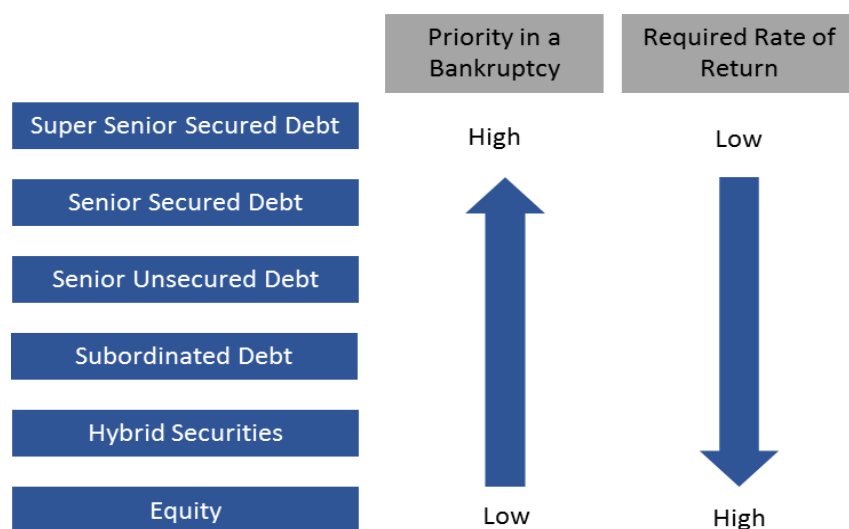 Priority in a
Bankruptcy
Required Rate of
Return
Super Senior Secured Debt
High
Low
Senior Secured Debt
Senior Unsecured Debt
Subordinated Debt
Hybrid Securities
Equity
Low
High